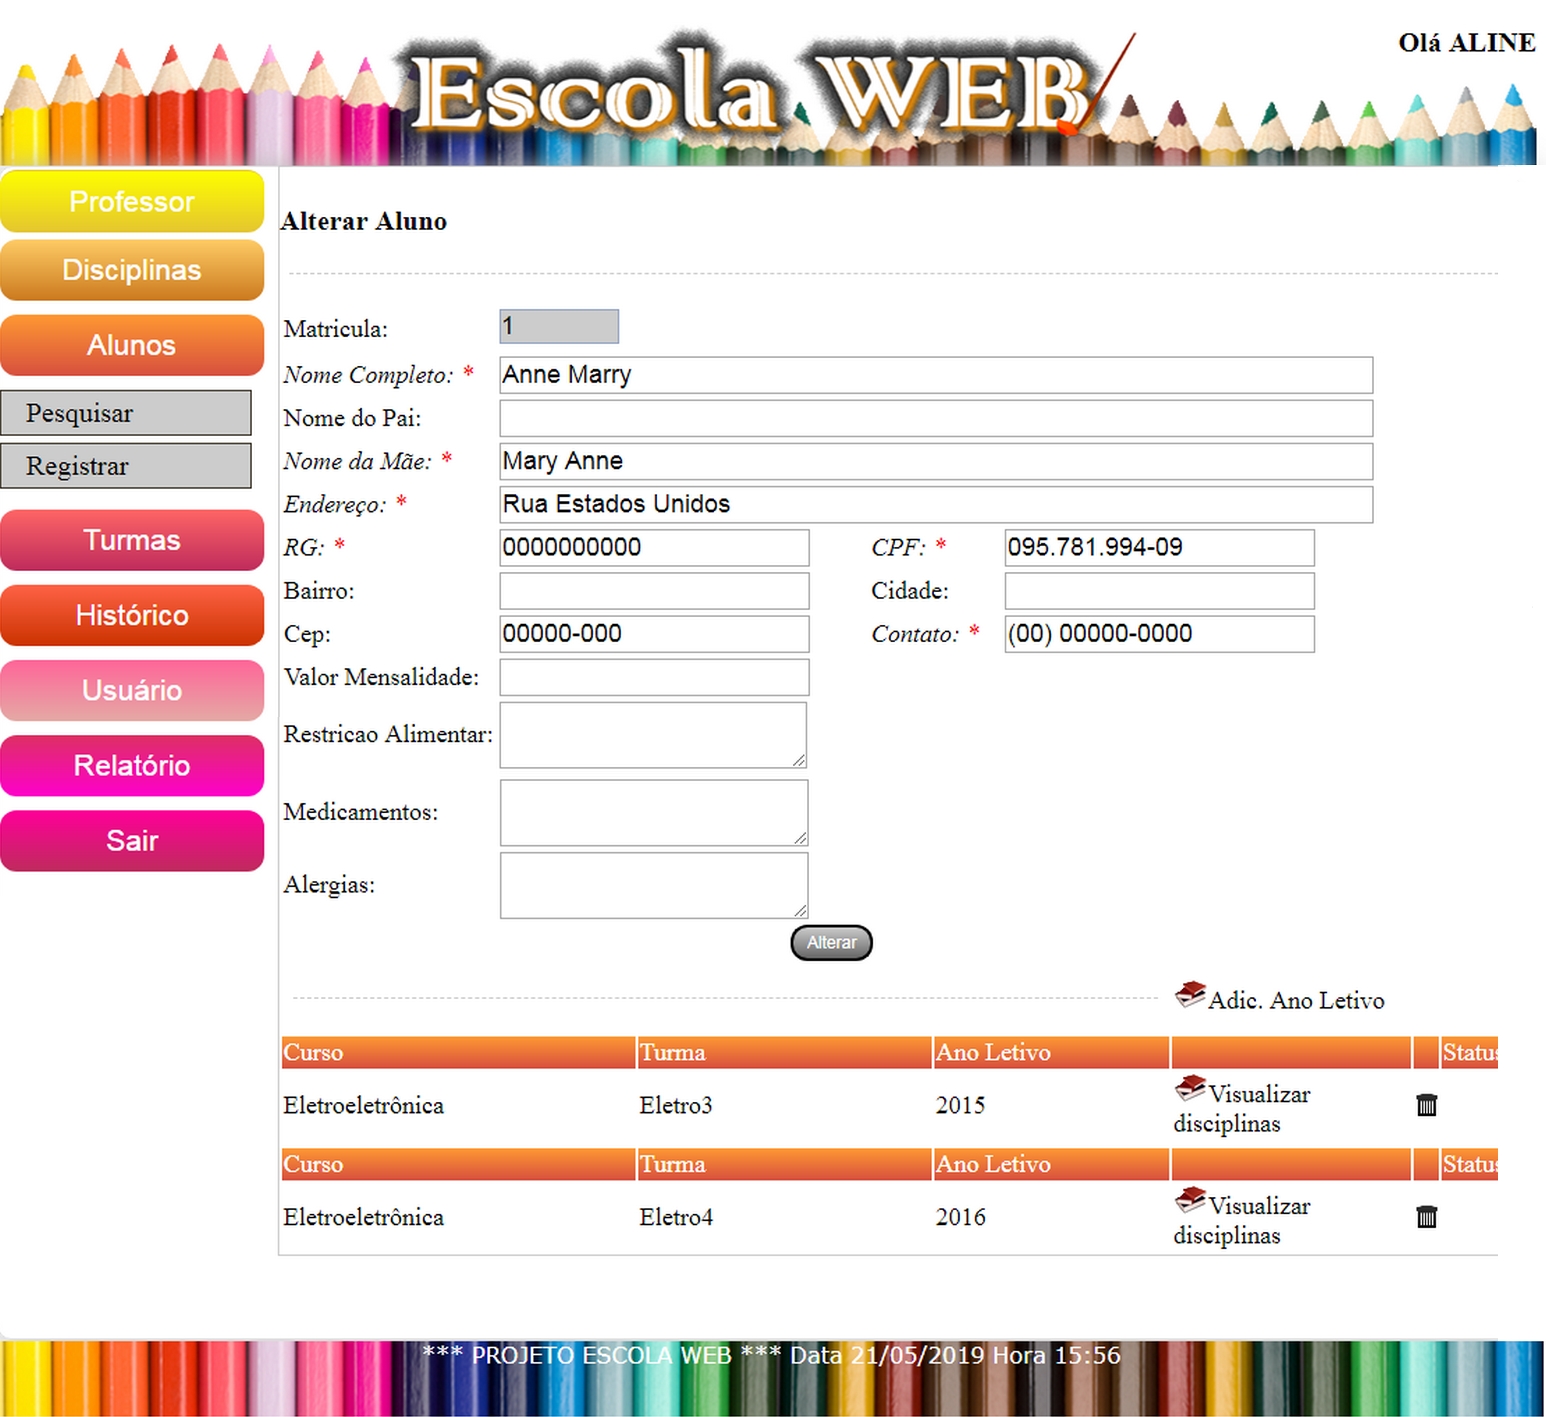 Escola WEB
Olá ALINE
Professor
Disciplinas
Alunos
Pesquisar
Registrar
Turmas
Histórico
Usuário
Relatório
Sair
Alterar Aluno
Matricula: 1
Nome Completo: * Anne Marry
Nome do Pai:
Nome da Mãe: * Mary Anne
Endereço: * Rua Estados Unidos
RG: * 0000000000 CPF: * 095.781.994-09
Bairro: Cidade:
Cep: 00000-000 Contato: * (00) 00000-0000
Valor Mensalidade:
Restricao Alimentar:
Medicamentos:
Alergias:
Alterar
Adic. Ano Letivo
Curso Turma Ano Letivo Status
Eletroeletrônica Eletro3 2015 Visualizar
disciplinas
Curso Turma Ano Letivo Status
Eletroeletrônica Eletro4 2016 Visualizar
disciplinas
*** PROJETO ESCOLA WEB *** Data 21/05/2019 Hora 15:56